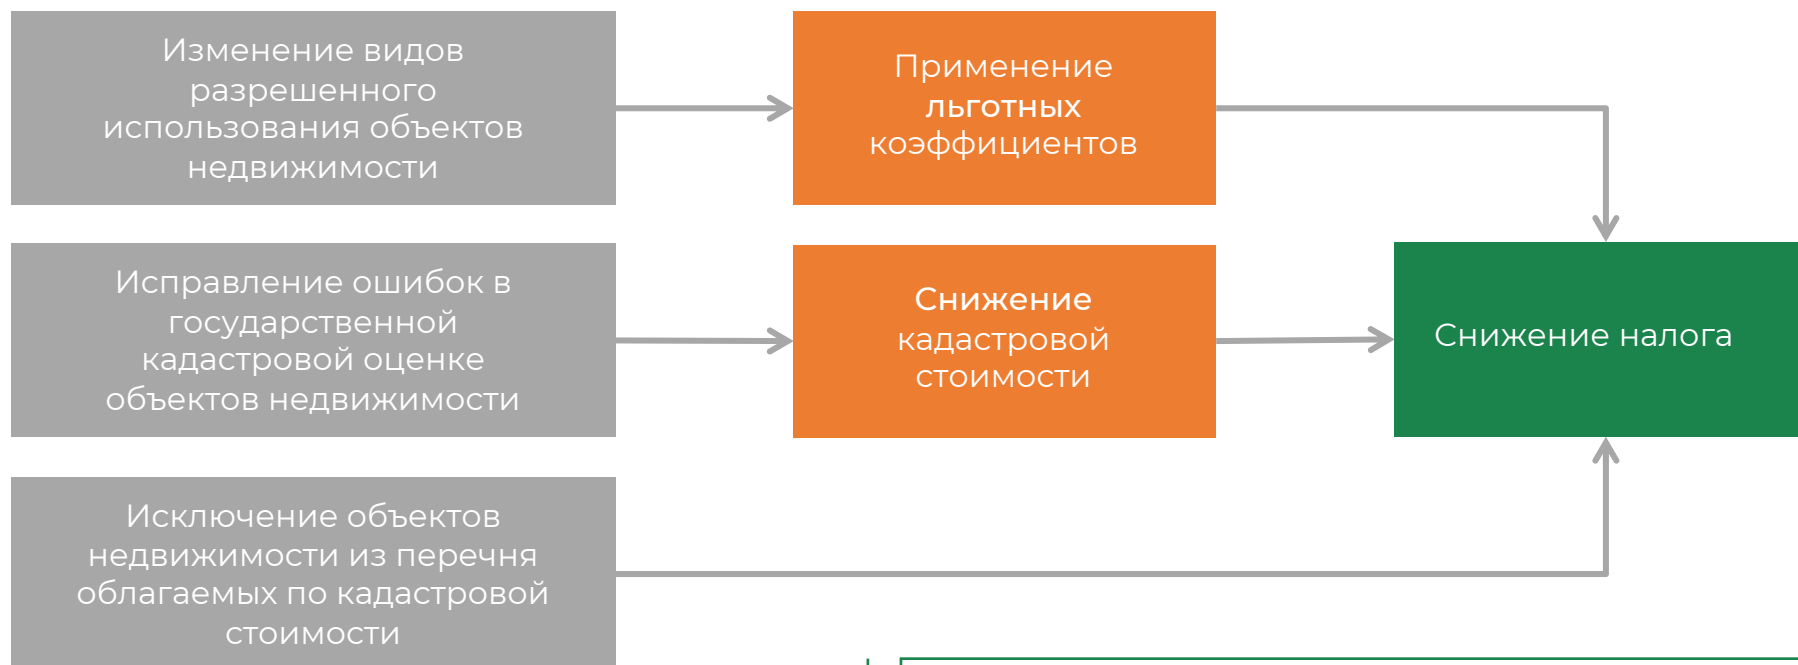 Изменение видов
разрешенного
использования объектов
недвижимости
Применение
льготных
коэффициентов
Исправление ошибок в
государственной
кадастровой оценке
объектов недвижимости
Снижение
кадастровой
стоимости
Снижение налога
Исключение объектов
недвижимости из перечня
облагаемых по кадастровой
стоимости